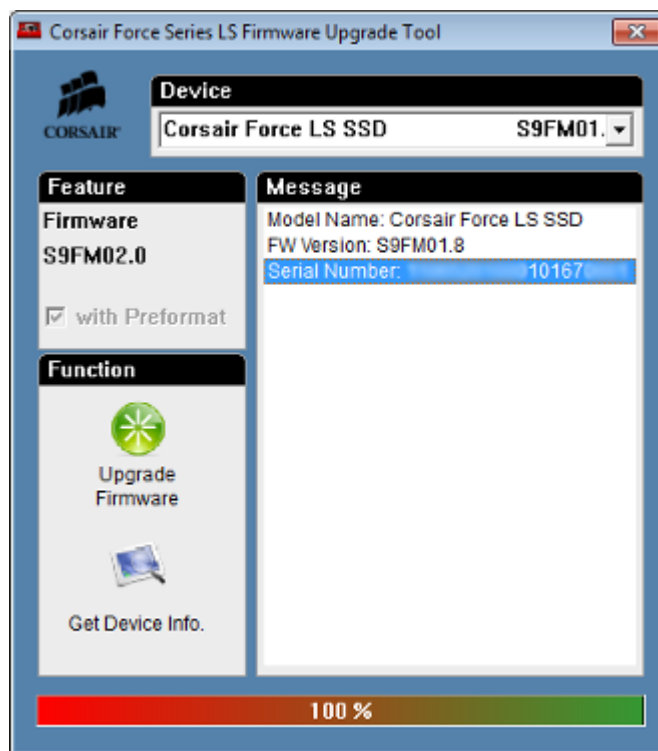 Corsair Force Series LS Firmware Upgrade Tool
CORSAIR
Device
Corsair Force LS SSD S9FM01.
Feature
Firmware
S9FM02.0
with Preformat
Message
Model Name: Corsair Force LS SSD
FW Version: S9FM01.8
Serial Number: 10167
Function
Upgrade
Firmware
Get Device Info.
100 %